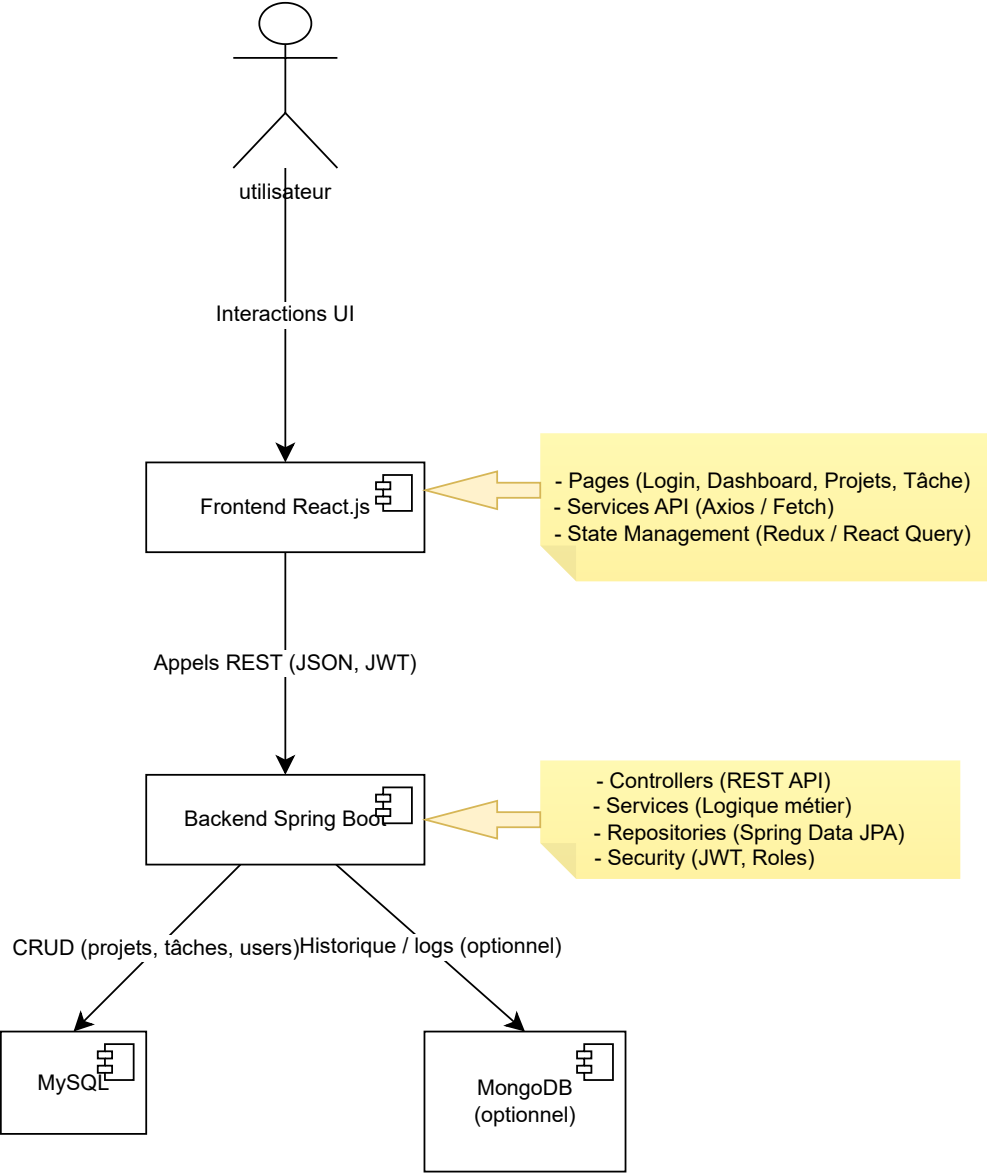 utilisateur
Interactions UI
Frontend React.js
- Pages (Login, Dashboard, Projets, Tâche)
- Services API (Axios / Fetch)
- State Management (Redux / React Query)
Appels REST (JSON, JWT)
Backend Spring Boot
- Controllers (REST API)
- Services (Logique métier)
- Repositories (Spring Data JPA)
- Security (JWT, Roles)
CRUD (projets, tâches, users)
Historique / logs (optionnel)
MySQL
MongoDB
(optionnel)